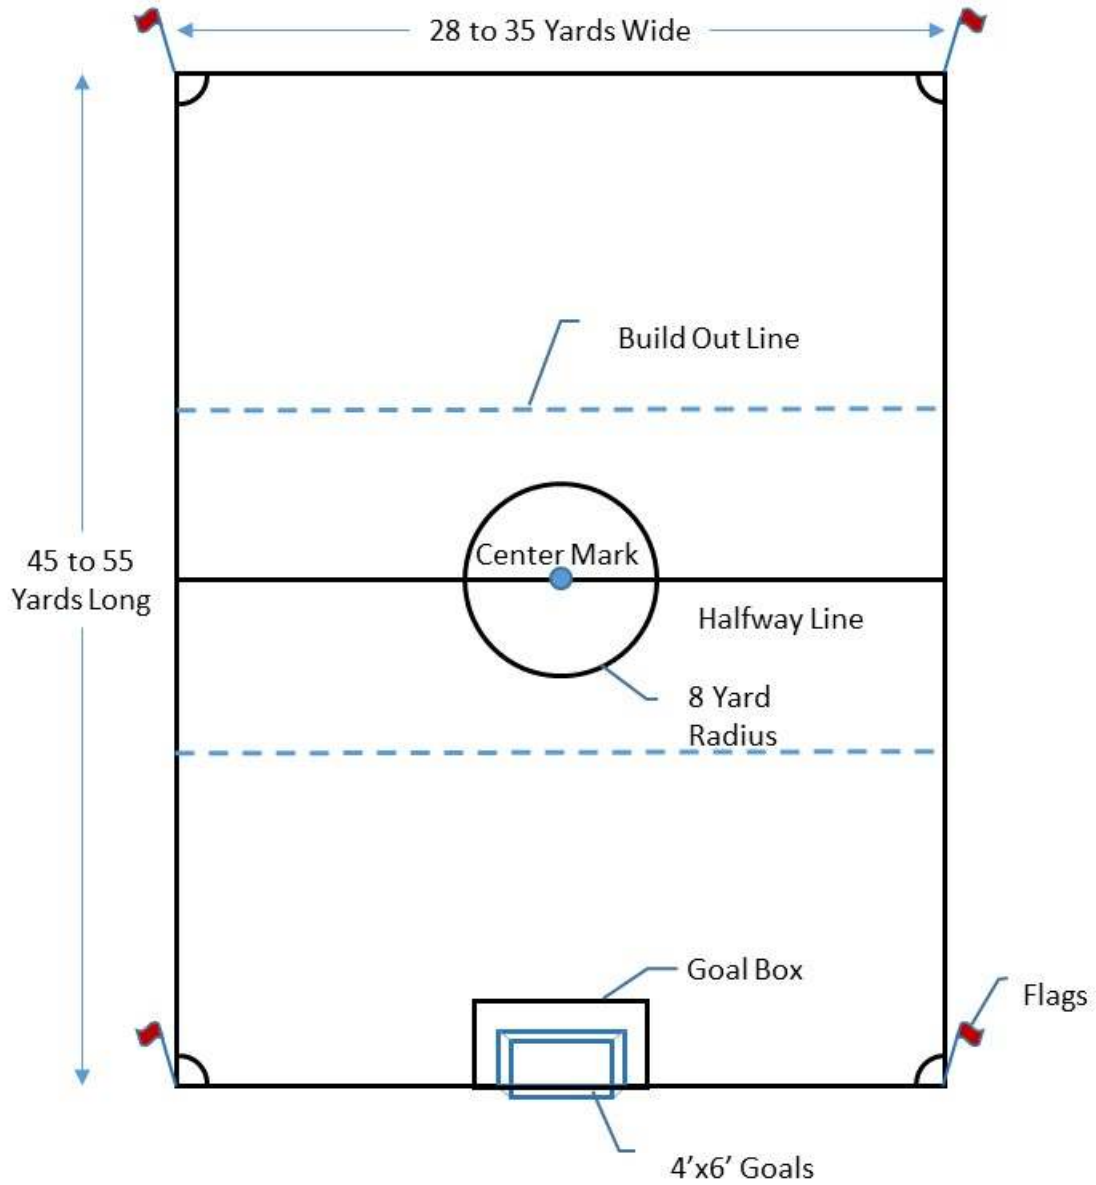 28 to 35 Yards Wide
Build Out Line
Center Mark
45 to 55
Yards Long
Halfway Line
8 Yard
Radius
Goal Box
Flags
4’x6’ Goals